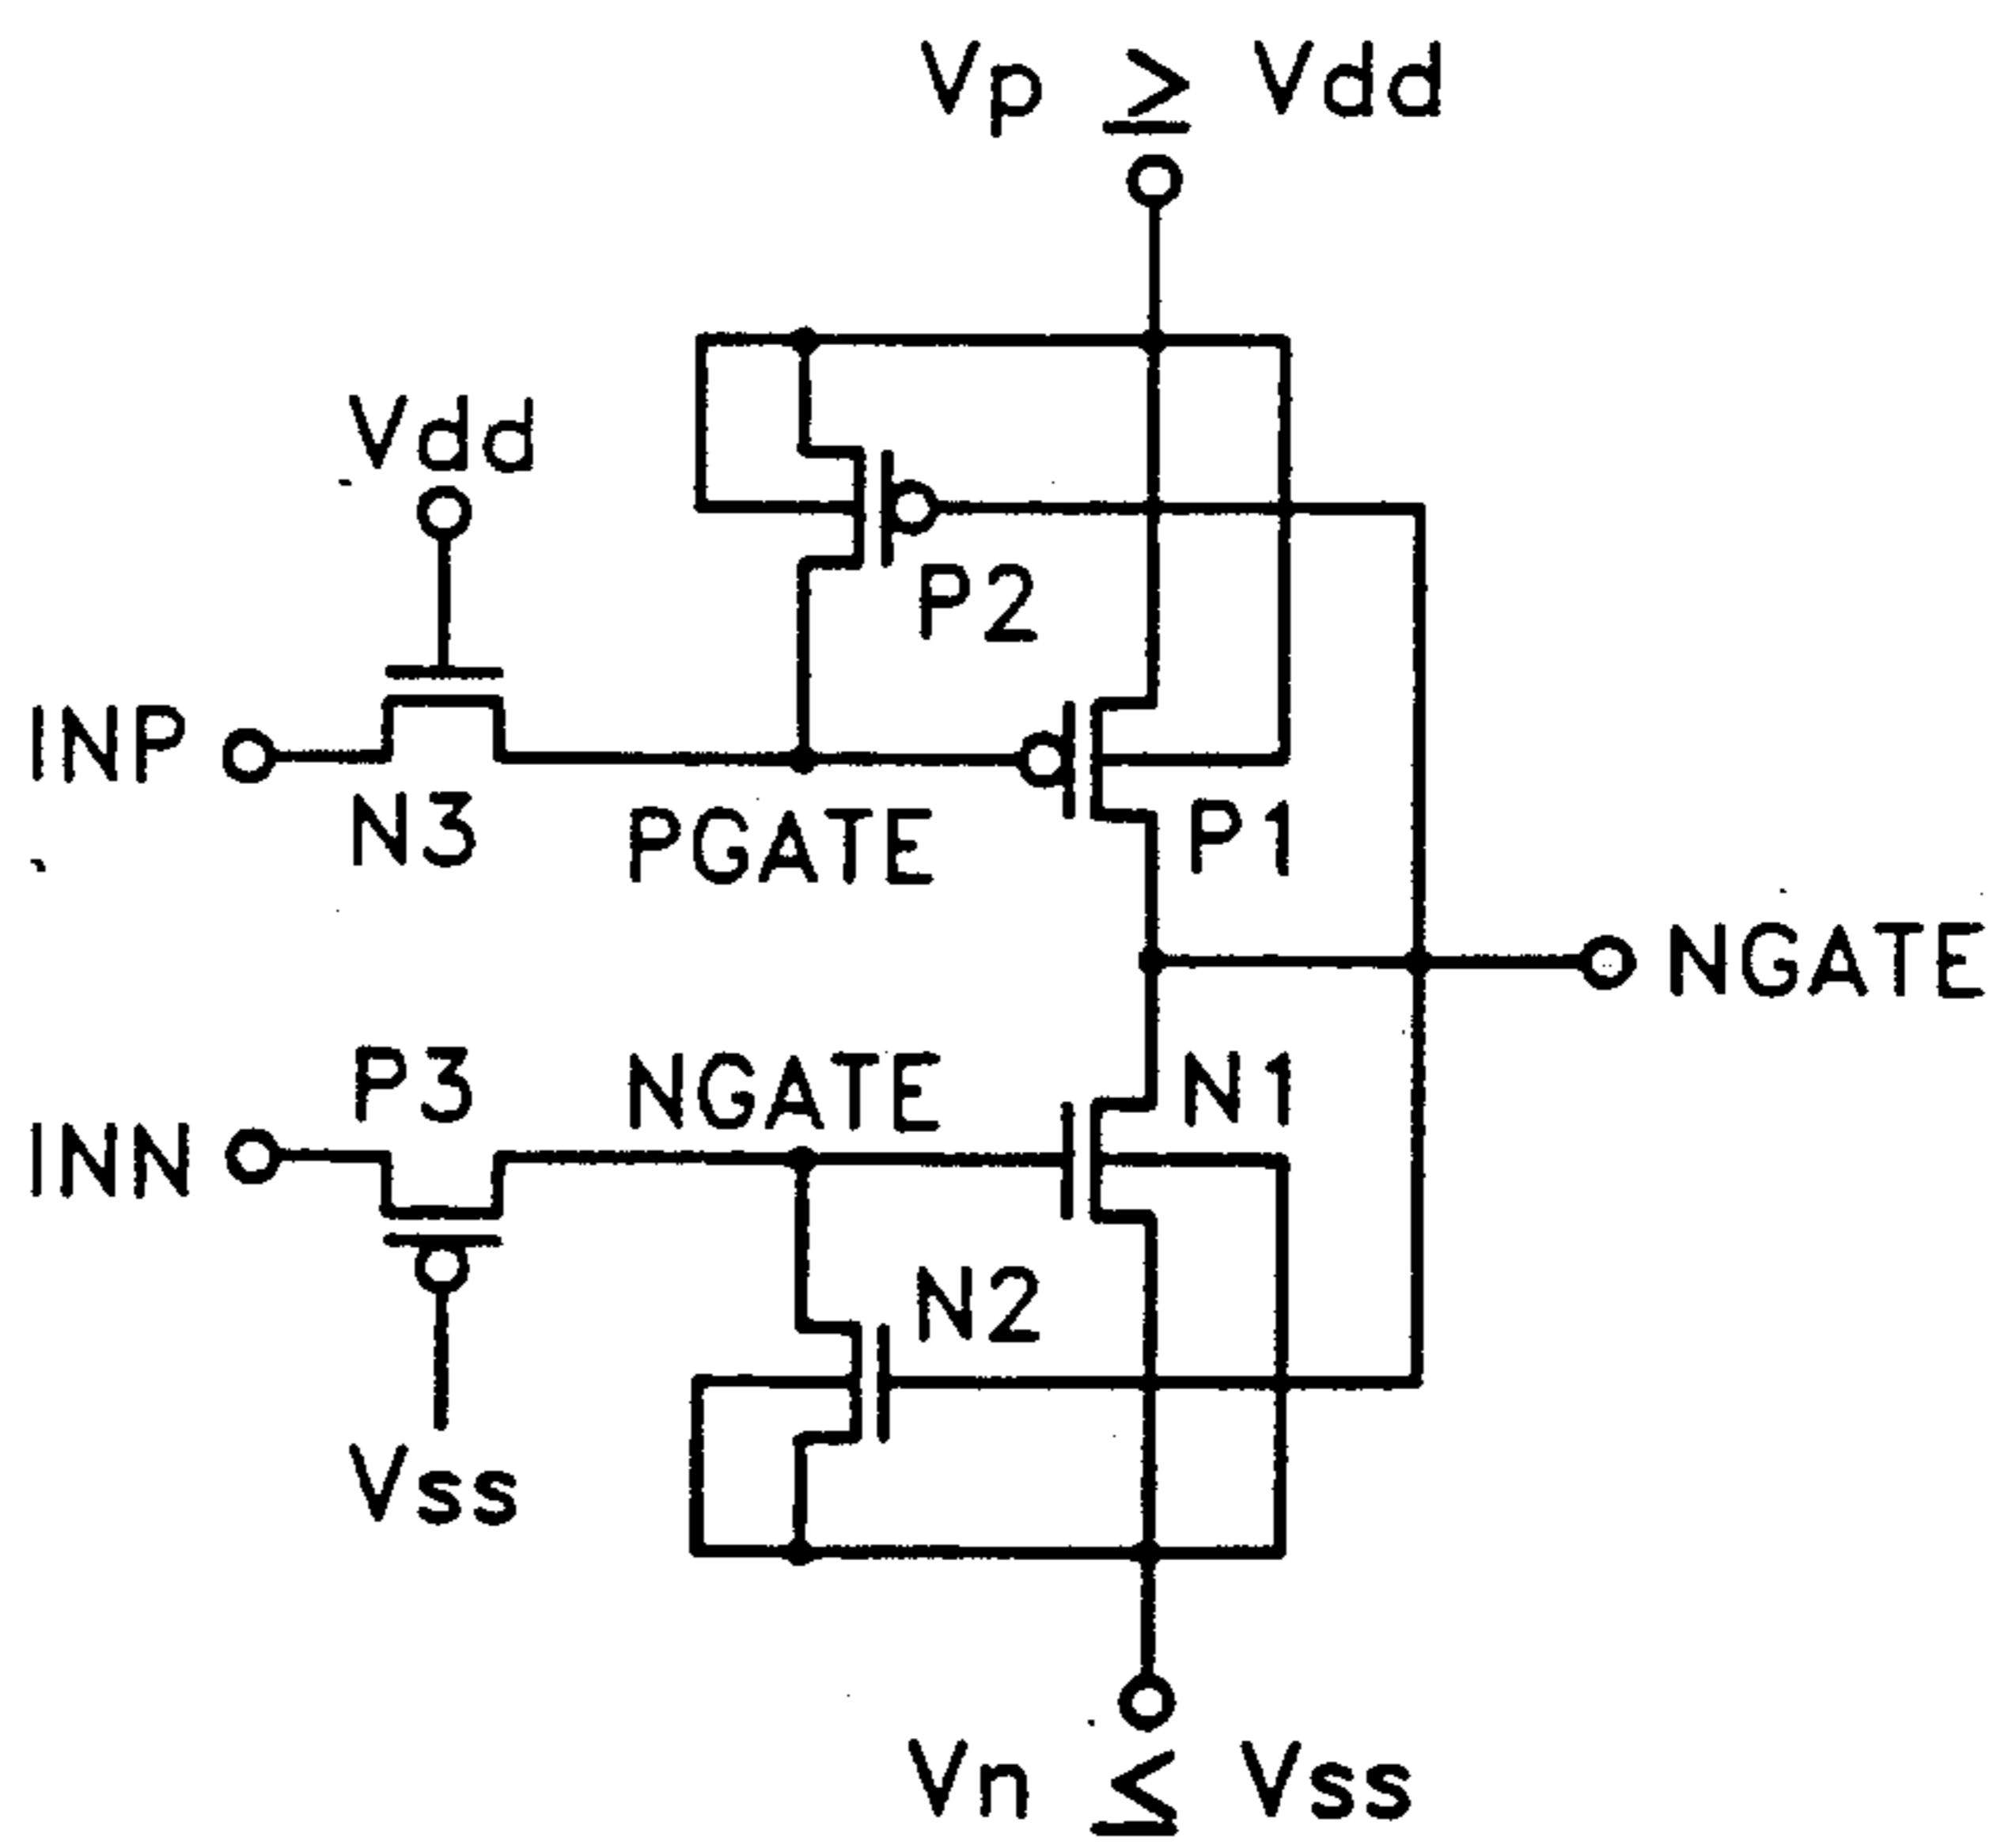 Vp ≥ Vdd
Vdd
P2
INP
N3
PGATE
P1
NGATE
P3
NGATE
N1
INN
N2
Vss
Vn ≤ Vss